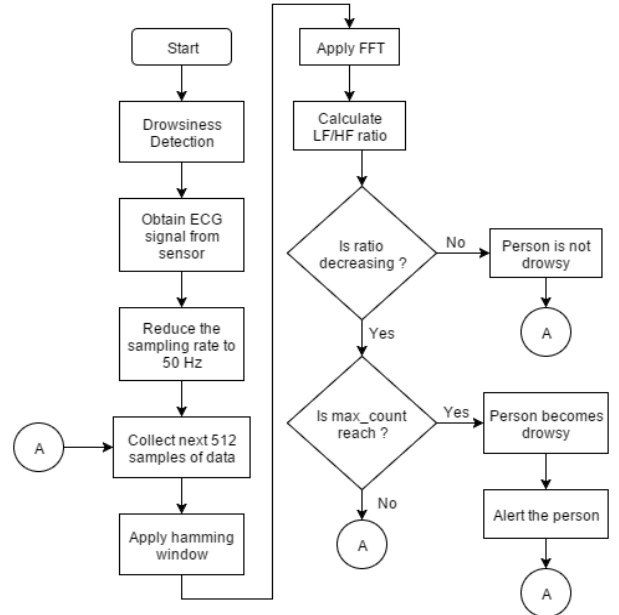 Start
Drowsiness
Detection
Obtain ECG
signal from
sensor
Reduce the
sampling rate to
50 Hz
A
Collect next 512
samples of data
Apply hamming
window
Apply FFT
Calculate
LF/HF ratio
Is ratio
decreasing ?
No
Person is not
drowsy
A
Yes
Is max_count
reach ?
Yes
Person becomes
drowsy
No
A
Alert the person
A